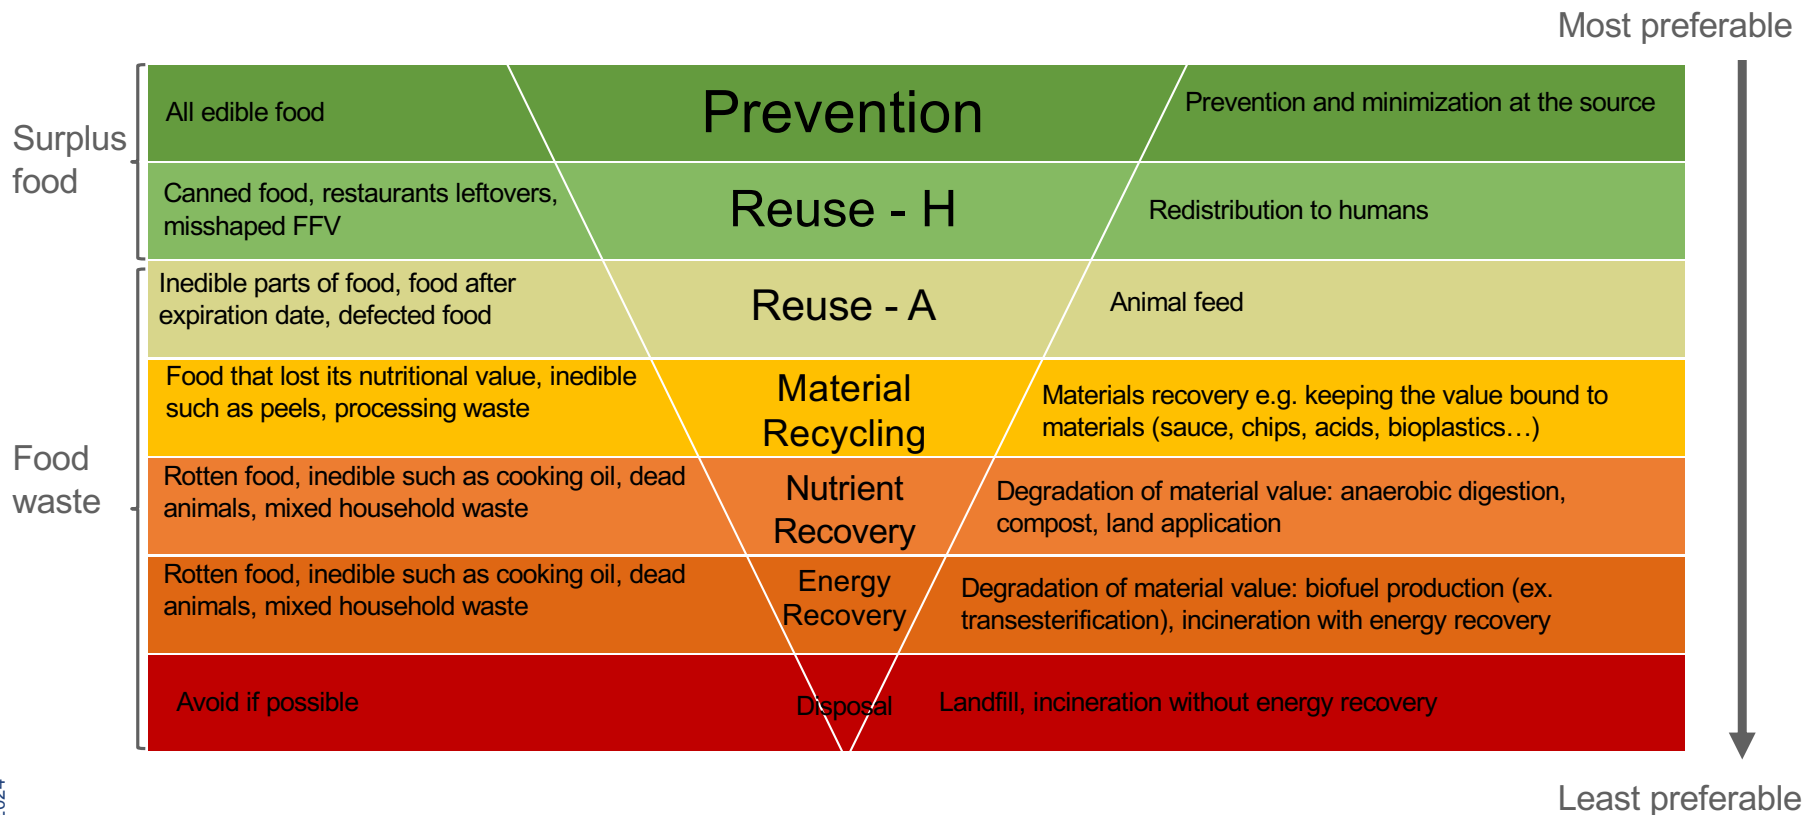 Most preferable
Surplus
food
All edible food
Prevention
Prevention and minimization at the source
Canned food, restaurants leftovers,
misshaped FFV
Reuse - H
Redistribution to humans
Food
waste
Inedible parts of food, food after
expiration date, defected food
Reuse - A
Animal feed
Food that lost its nutritional value, inedible
such as peels, processing waste
Material
Recycling
Materials recovery e.g. keeping the value bound to
materials (sauce, chips, acids, bioplastics…)
Rotten food, inedible such as cooking oil, dead
animals, mixed household waste
Nutrient
Recovery
Degradation of material value: anaerobic digestion,
compost, land application
Rotten food, inedible such as cooking oil, dead
animals, mixed household waste
Energy
Recovery
Degradation of material value: biofuel production (ex.
transesterification), incineration with energy recovery
Avoid if possible
Disposal
Landfill, incineration without energy recovery
Least preferable